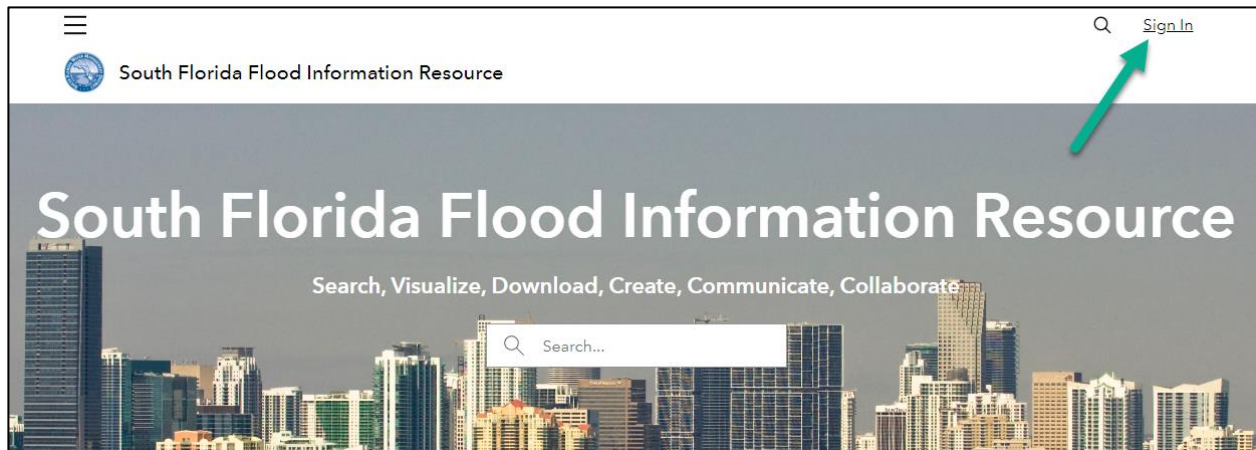 Sign In
South Florida Flood Information Resource
South Florida Flood Information Resource
Search, Visualize, Download, Create, Communicate, Collaborate
Search...